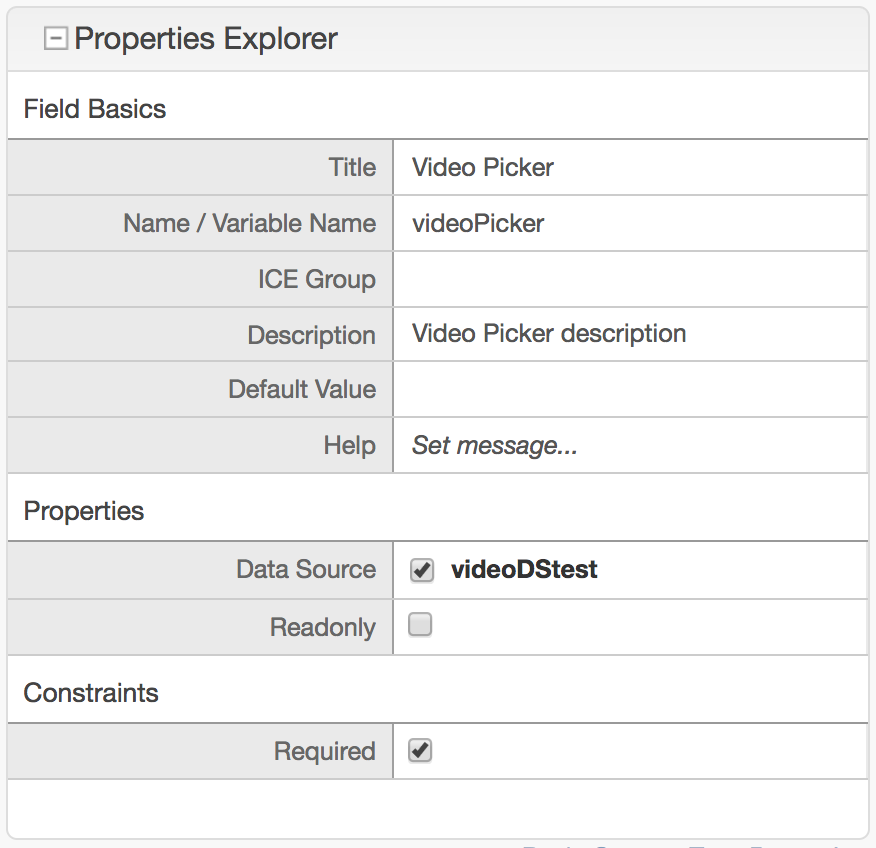 Properties Explorer
Field Basics
Title Video Picker
Name / Variable Name videoPicker
ICE Group
Description Video Picker description
Default Value
Help Set message...
Properties
Data Source videoDStest
Readonly
Constraints
Required